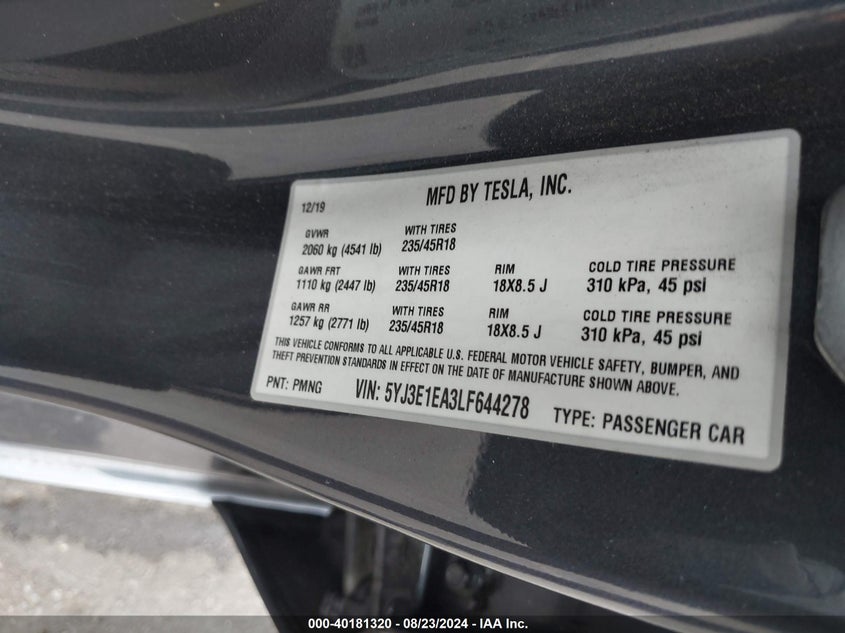 MFD BY TESLA, INC.
12/19
GVWR WITH TIRES
2060 kg (4541 lb) 235/45R18
GAWR FRT WITH TIRES RIM COLD TIRE PRESSURE
1110 kg (2447 lb) 235/45R18 18X8.5 J 310 kPa, 45 psi
GAWR RR WITH TIRES RIM COLD TIRE PRESSURE
1257 kg (2771 lb) 235/45R18 18X8.5 J 310 kPa, 45 psi
THIS VEHICLE CONFORMS TO ALL APPLICABLE U.S. FEDERAL MOTOR VEHICLE SAFETY, BUMPER, AND
THEFT PREVENTION STANDARDS IN EFFECT ON THE DATE OF MANUFACTURE SHOWN ABOVE.
PNT: PMNG VIN: 5YJ3E1EA3LF644278 TYPE: PASSENGER CAR
000-40181320 - 08/23/2024 - IAA Inc.